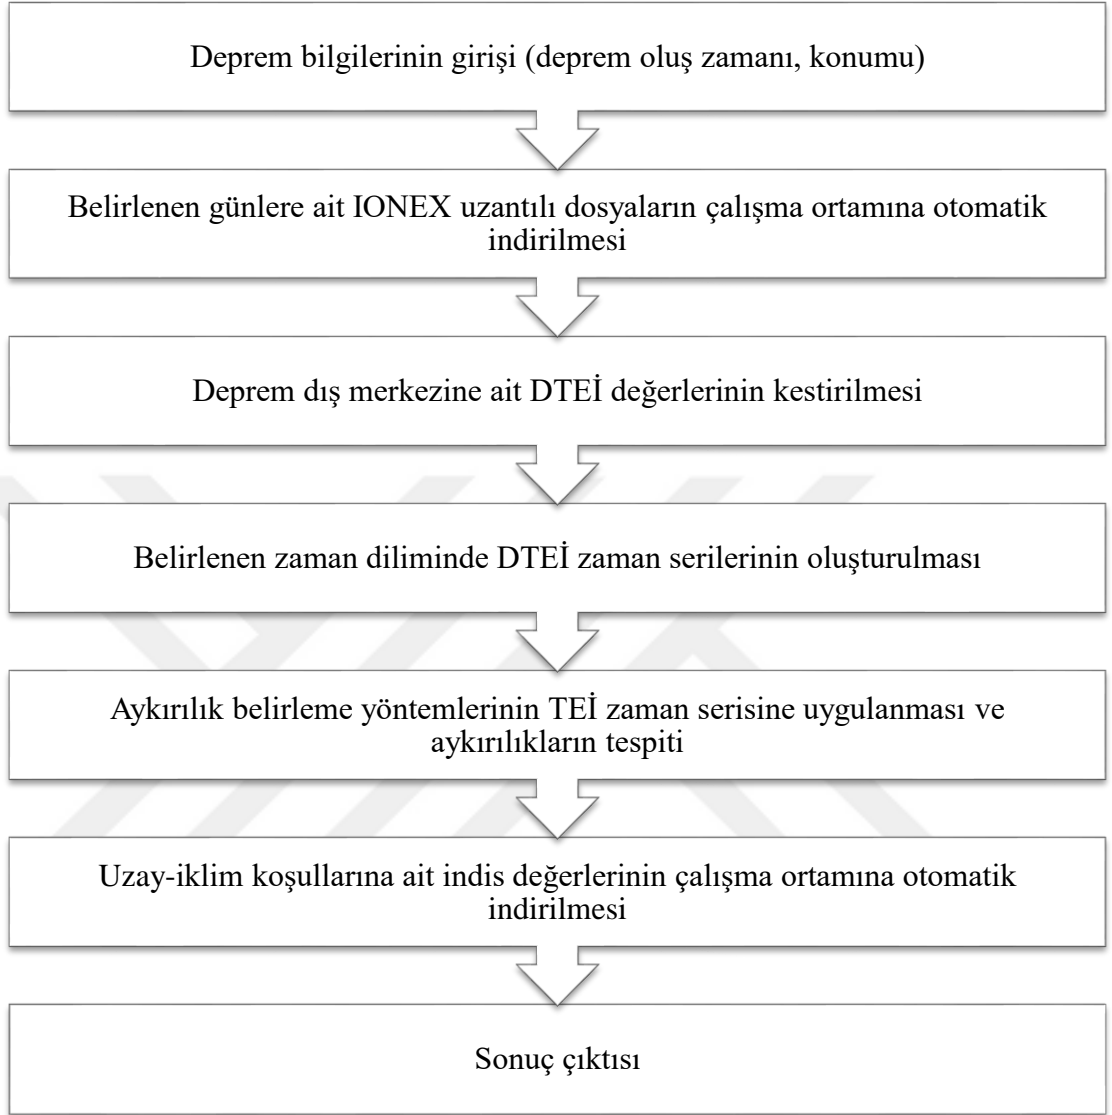 Deprem bilgilerinin girişi (deprem oluş zamanı, konumu)
Belirlenen günlere ait IONEX uzantılı dosyaların çalışma ortamına otomatik
indirilmesi
Deprem dış merkezine ait DTEİ değerlerinin kestirilmesi
Belirlenen zaman diliminde DTEİ zaman serilerinin oluşturulması
Aykırılık belirleme yöntemlerinin TEİ zaman serisine uygulanması ve
aykırılıkların tespiti
Uzay-iklim koşullarına ait indis değerlerinin çalışma ortamına otomatik
indirilmesi
Sonuç çıktısı